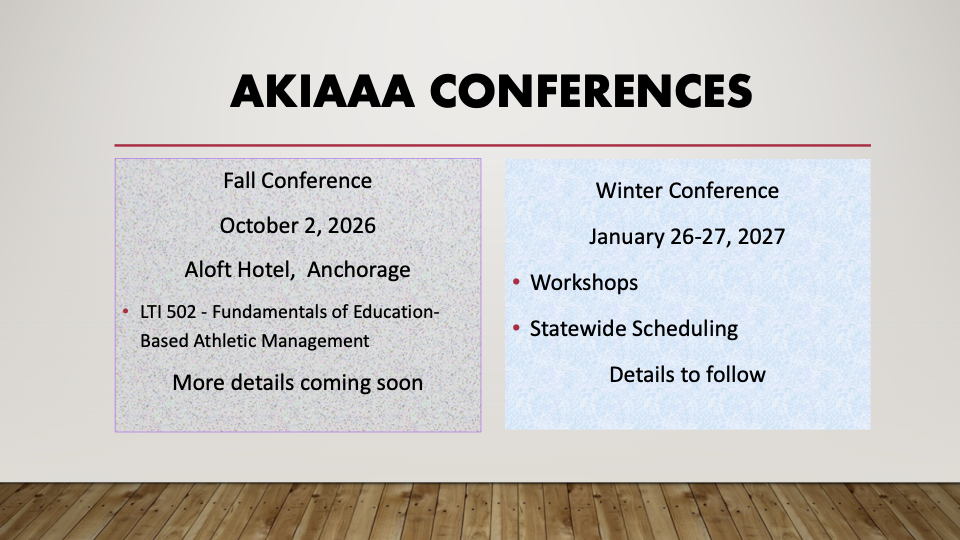 AKIAAA CONFERENCES
Fall Conference
October 2, 2026
Aloft Hotel,  Anchorage
• LTI 502 - Fundamentals of Education-
Based Athletic Management
More details coming soon
Winter Conference
January 26-27, 2027
• Workshops
• Statewide Scheduling
Details to follow